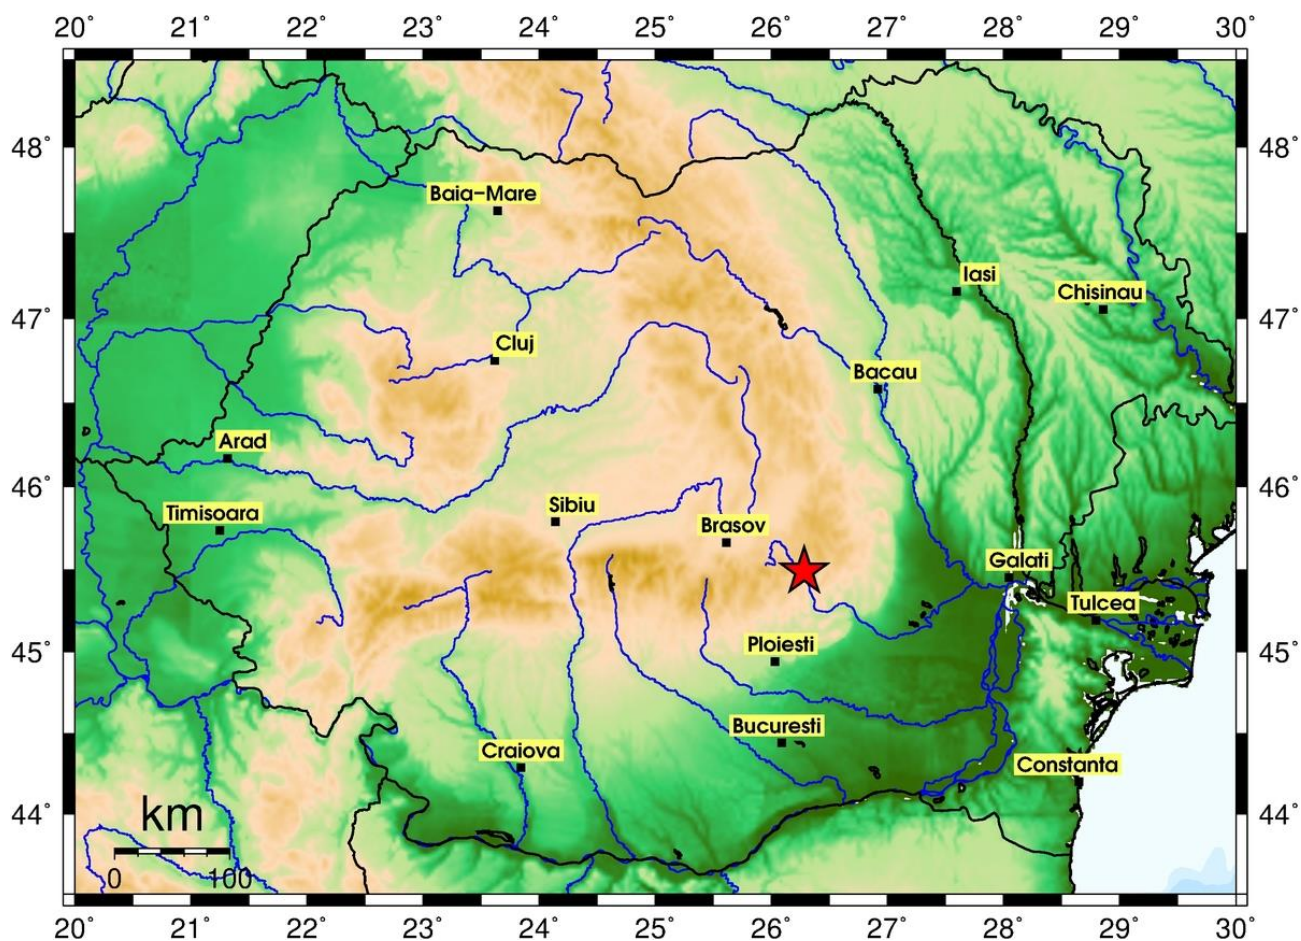 20° 21° 22° 23° 24° 25° 26° 27° 28° 29° 30°
48° 48°
Baia-Mare
Iasi
Chisinau
47° 47°
Cluj
Bacau
Arad
46° 46°
Timisoara
Sibiu
Brasov
Galati
Tulcea
Ploiesti
45° 45°
Bucuresti
Craiova
Constanta
44° 44°
km
0 100
20° 21° 22° 23° 24° 25° 26° 27° 28° 29° 30°